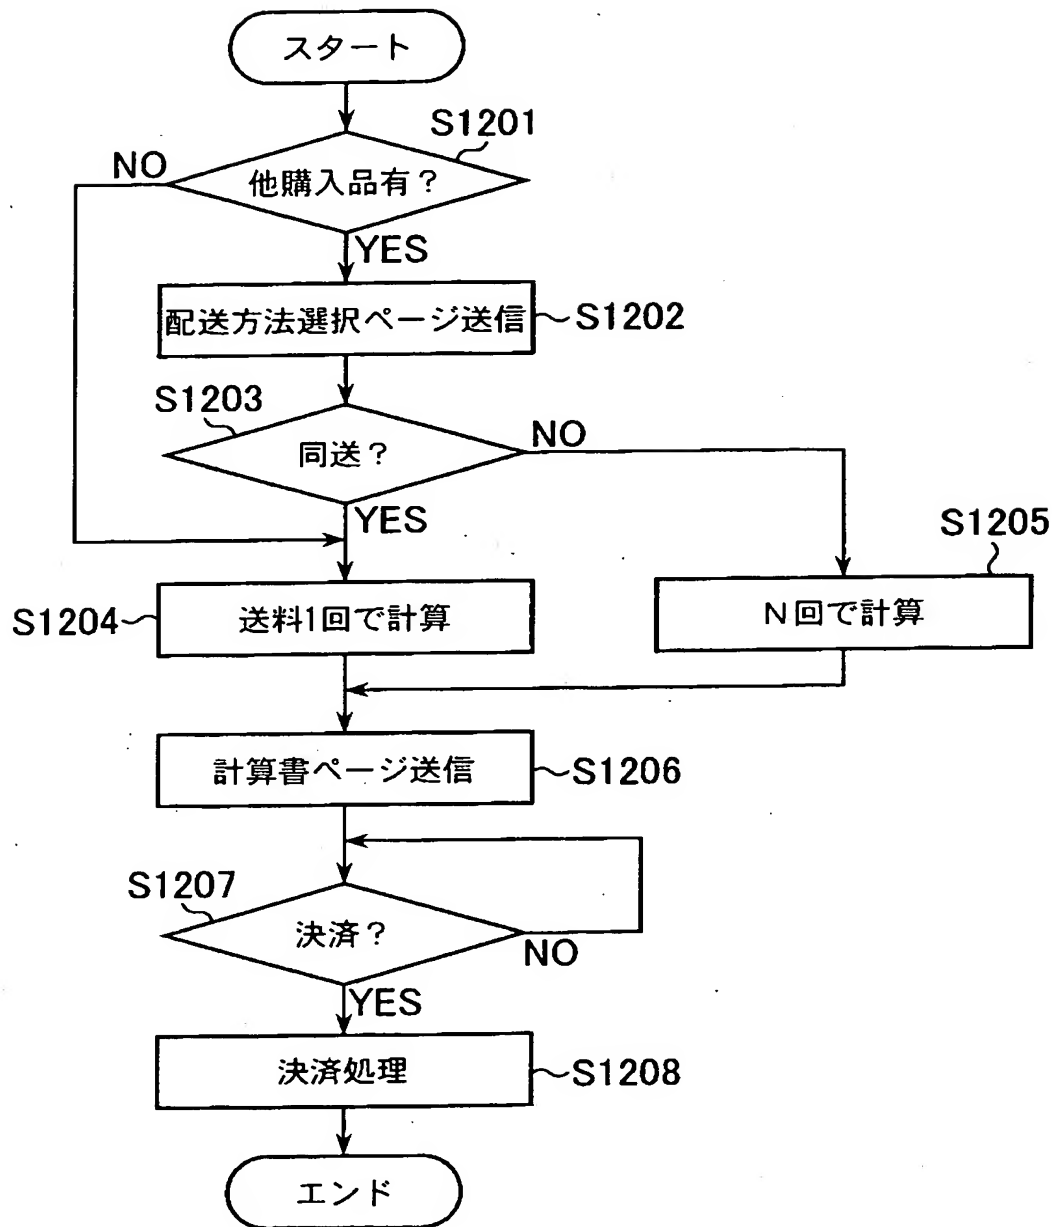 スタート
S1201
NO
他購入品有？
YES
配送方法選択ページ送信
S1202
S1203
同送？
NO
YES
S1205
S1204
送料1回で計算
N回で計算
計算書ページ送信
S1206
S1207
決済？
NO
YES
決済処理
S1208
エンド